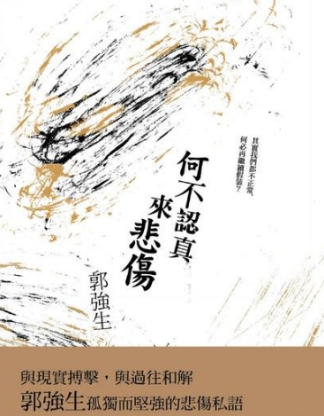 其實我們都不正常,
何必再繼續假裝?
何不認真
來悲傷
郭強生
與現實搏擊,與過往和解
郭強生孤獨而堅強的悲傷私語